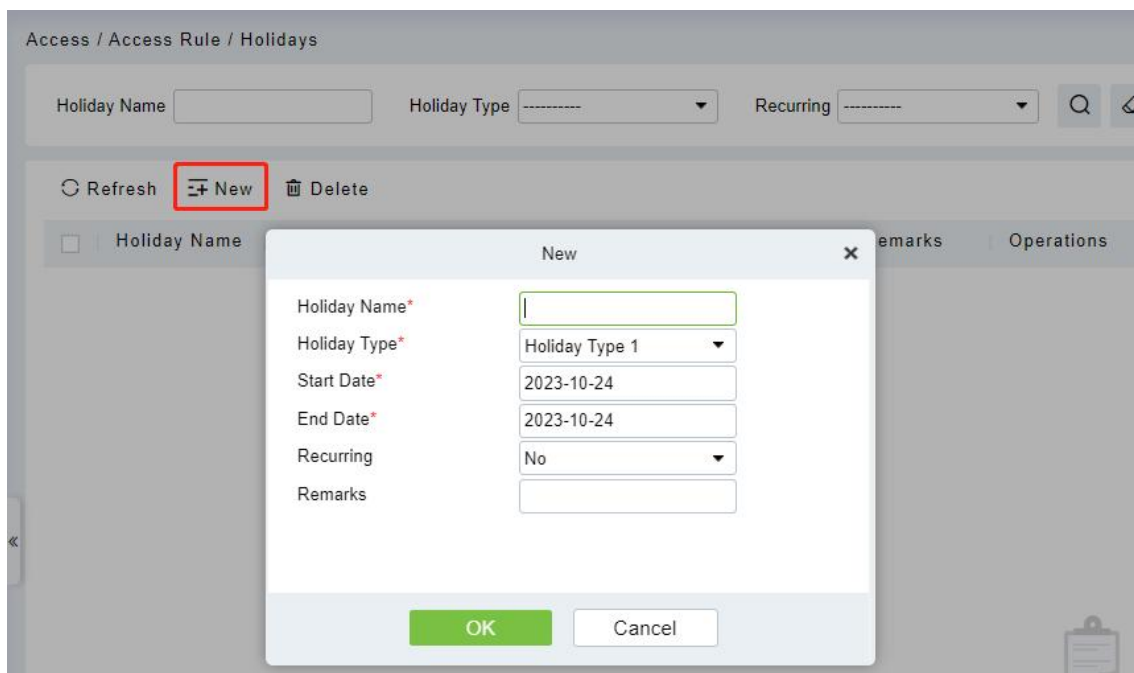 Access / Access Rule / Holidays
Holiday Name Holiday Type ---------- Recurring ----------
Refresh New Delete
Holiday Name emarks Operations
New
Holiday Name*
Holiday Type* Holiday Type 1
Start Date* 2023-10-24
End Date* 2023-10-24
Recurring No
Remarks
OK Cancel